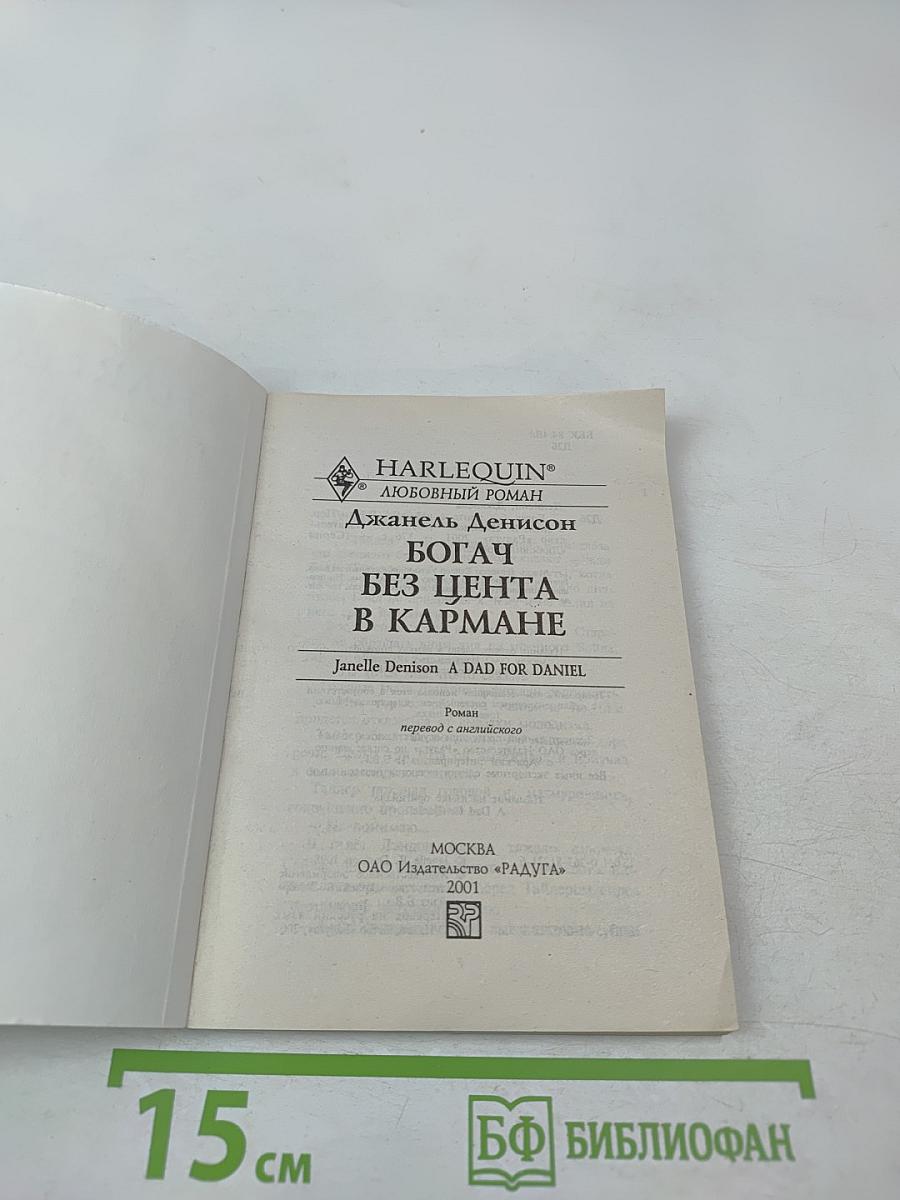 HARLEQUIN®
®
ЛЮБОВНЫЙ РОМАН
Джанель Денисон
БОГАЧ
БЕЗ ЦЕНТА
В КАРМАНЕ
Janelle Denison A DAD FOR DANIEL
Роман
перевод с английского
МОСКВА
ОАО Издательство «РАДУГА»
2001
15 см
БФ БИБЛИОФАН